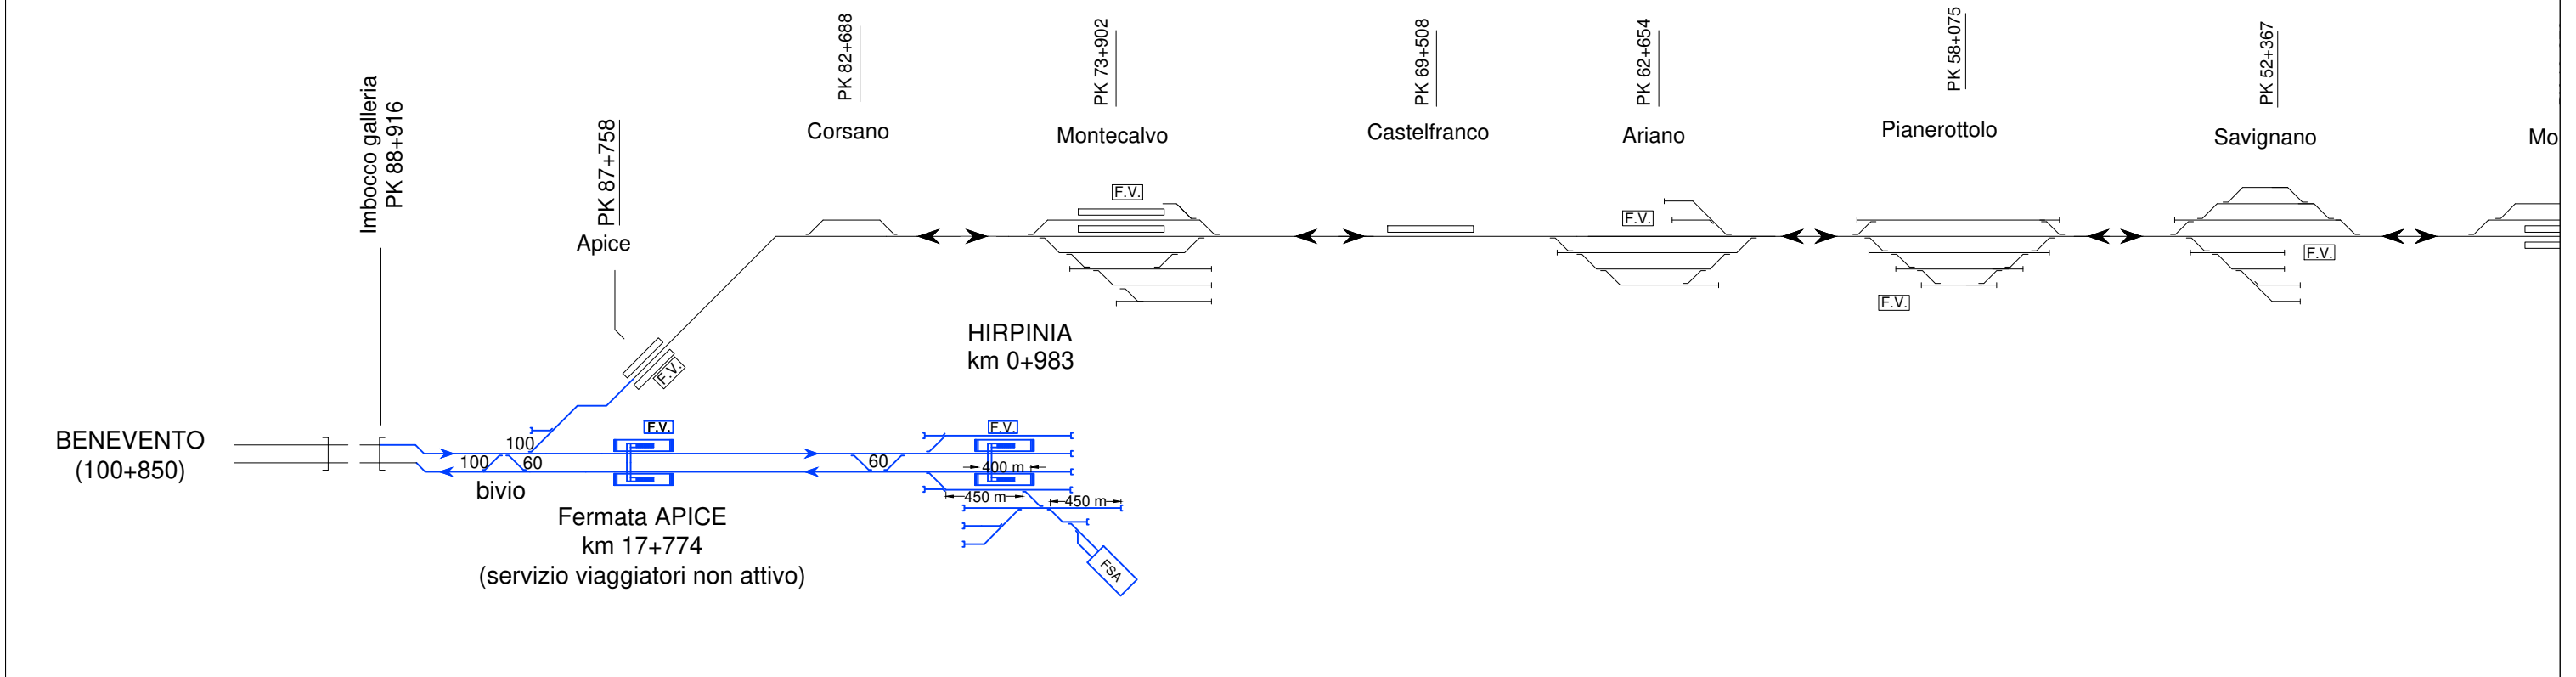 PK 82+688
PK 73+902
PK 69+508
PK 62+654
PK 58+075
PK 52+367
Imbocco galleria
PK 88+916
PK 87+758
Corsano
Montecalvo
Castelfranco
Ariano
Pianerottolo
Savignano
Mo
Apice
F.V.
F.V.
F.V.
F.V.
F.V.
HIRPINIA
km 0+983
BENEVENTO
(100+850)
100
100
60
bivio
F.V.
60
F.V.
400 m
450 m
450 m
FSA
Fermata APICE
km 17+774
(servizio viaggiatori non attivo)